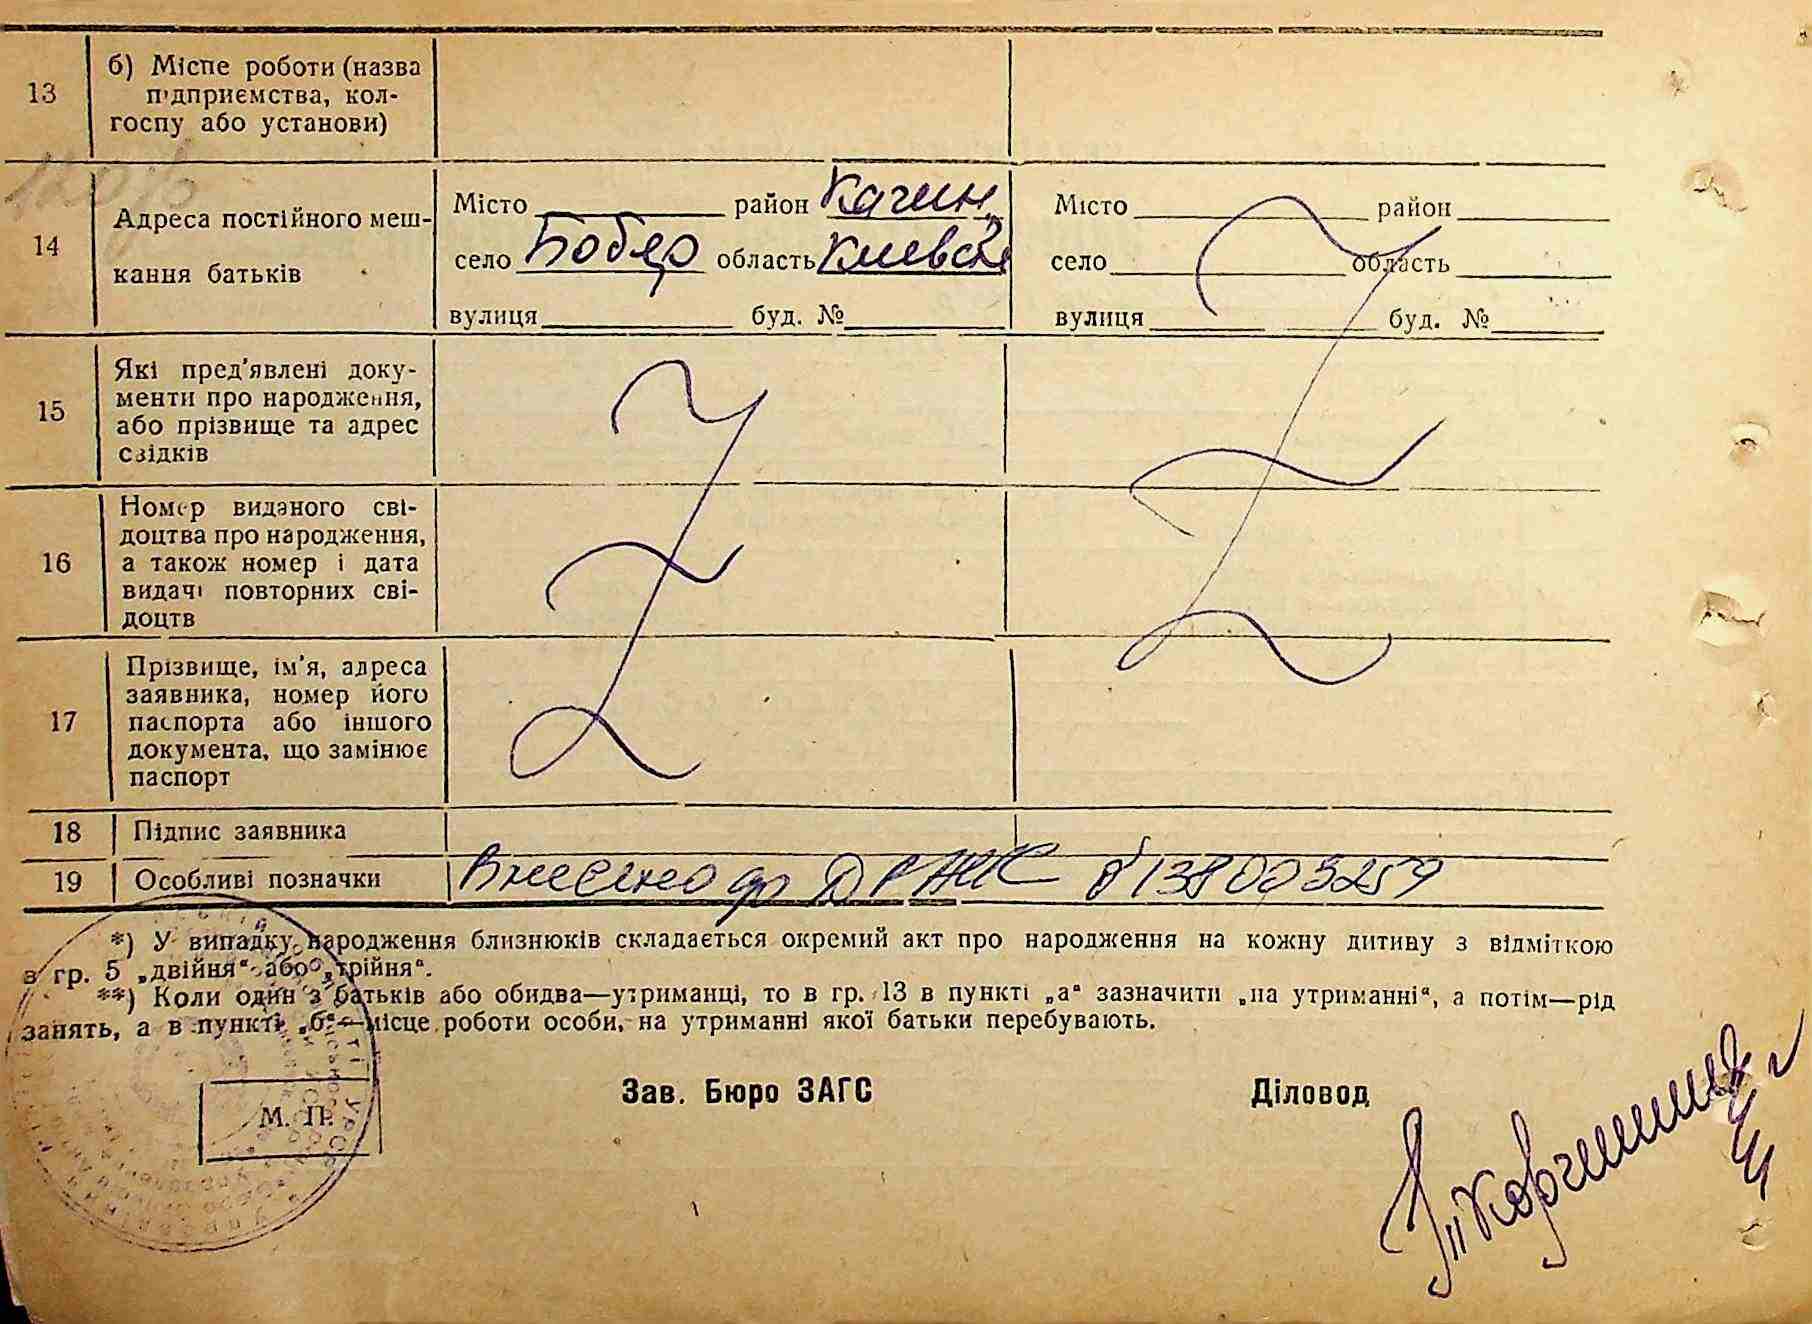 13 б) Місце роботи (назва
підприємства, кол-
госпу або установи)
14 Адреса постійного меш-
кання батьків
Місто район Кагин.
село Бобер область Киевск
вулиця буд. №
Місто район
село область
вулиця буд. №
15 Які пред'явлені доку-
менти про народження,
або прізвище та адрес
свідків
16 Номер виданого сві-
доцтва про народження,
а також номер і дата
видачі повторних сві-
доцтв
17 Прізвище, ім'я, адреса
заявника, номер його
паспорта або іншого
документа, що замінює
паспорт
18 Підпис заявника
19 Особливі позначки Внесено до ДРАЦС
*) У випадку народження близнюків складається окремий акт про народження на кожну дитину з відміткою
в гр. 5 „двійня“ або „трійня“.
**) Коли один з батьків або обидва—утриманці, то в гр. 13 в пункті „а“ зазначити „на утриманні“, а потім—рід
занять, а в пункті „б“—місце роботи особи, на утриманні якої батьки перебувають.
Зав. Бюро ЗАГС Діловод
М. П.